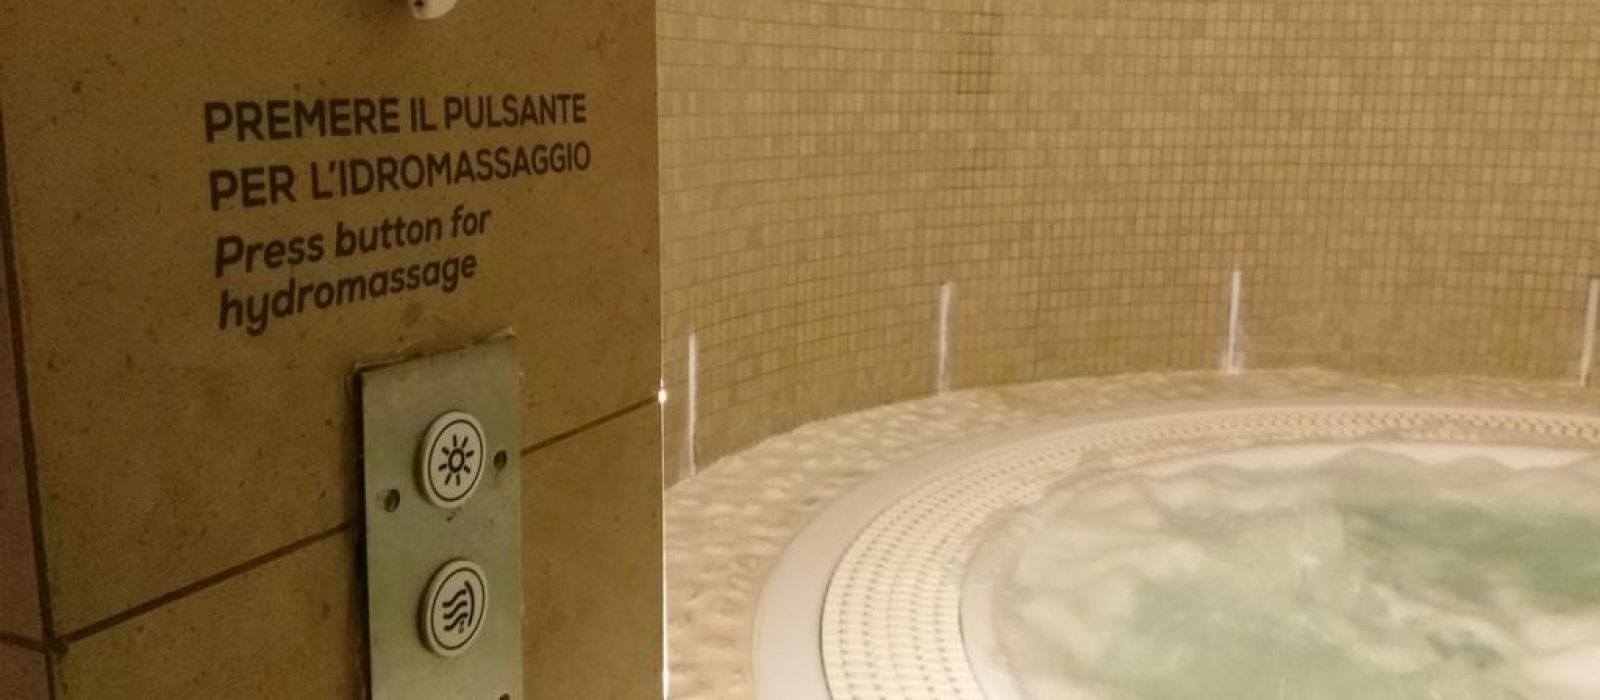 PREMERE IL PULSANTE
PER L'IDROMASSAGGIO
Press button for
hydromassage